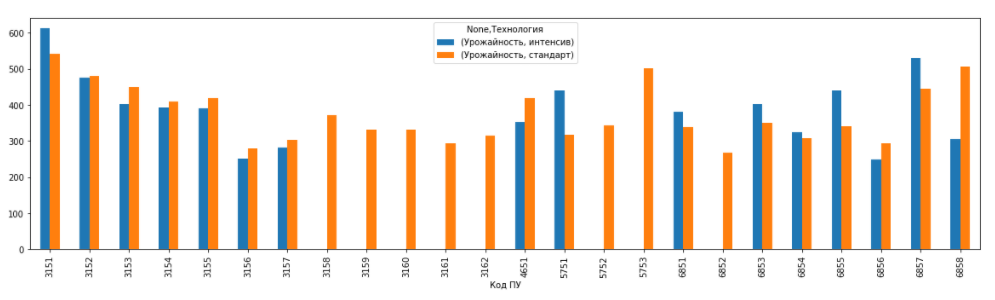 None,Технология
(Урожайность, интенсив)
(Урожайность, стандарт)
600
500
400
300
200
100
0
3151 3152 3153 3154 3155 3156 3157 3158 3159 3160 3161 3162 4651 5751 5752 5753 6851 6852 6853 6854 6855 6856 6857 6858
Код ПУ